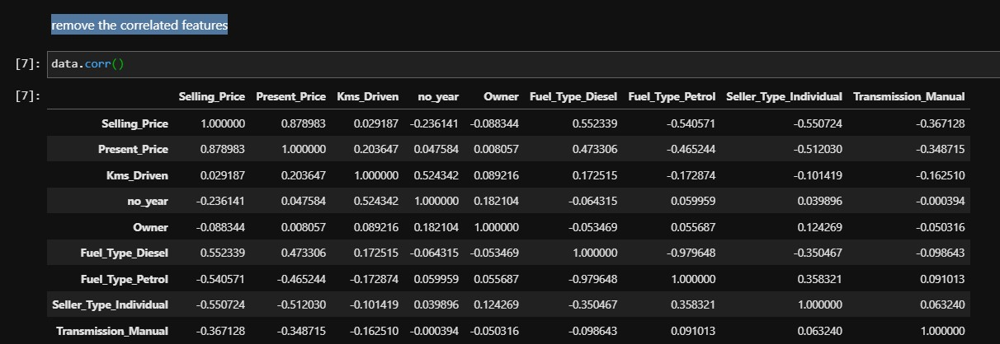 remove the correlated features
[7]: data.corr()
[7]:
Selling_Price Present_Price Kms_Driven no_year Owner Fuel_Type_Diesel Fuel_Type_Petrol Seller_Type_Individual Transmission_Manual
Selling_Price 1.000000 0.878983 0.029187 -0.236141 -0.088344 0.552339 -0.540571 -0.550724 -0.367128
Present_Price 0.878983 1.000000 0.203647 0.047584 0.008057 0.473306 -0.465244 -0.512030 -0.348715
Kms_Driven 0.029187 0.203647 1.000000 0.524342 0.089216 0.172515 -0.172874 -0.101419 -0.162510
no_year -0.236141 0.047584 0.524342 1.000000 0.182104 -0.064315 0.059959 0.039896 -0.000394
Owner -0.088344 0.008057 0.089216 0.182104 1.000000 -0.053469 0.055687 0.124269 -0.050316
Fuel_Type_Diesel 0.552339 0.473306 0.172515 -0.064315 -0.053469 1.000000 -0.979648 -0.350467 -0.098643
Fuel_Type_Petrol -0.540571 -0.465244 -0.172874 0.059959 0.055687 -0.979648 1.000000 0.358321 0.091013
Seller_Type_Individual -0.550724 -0.512030 -0.101419 0.039896 0.124269 -0.350467 0.358321 1.000000 0.063240
Transmission_Manual -0.367128 -0.348715 -0.162510 -0.000394 -0.050316 -0.098643 0.091013 0.063240 1.000000